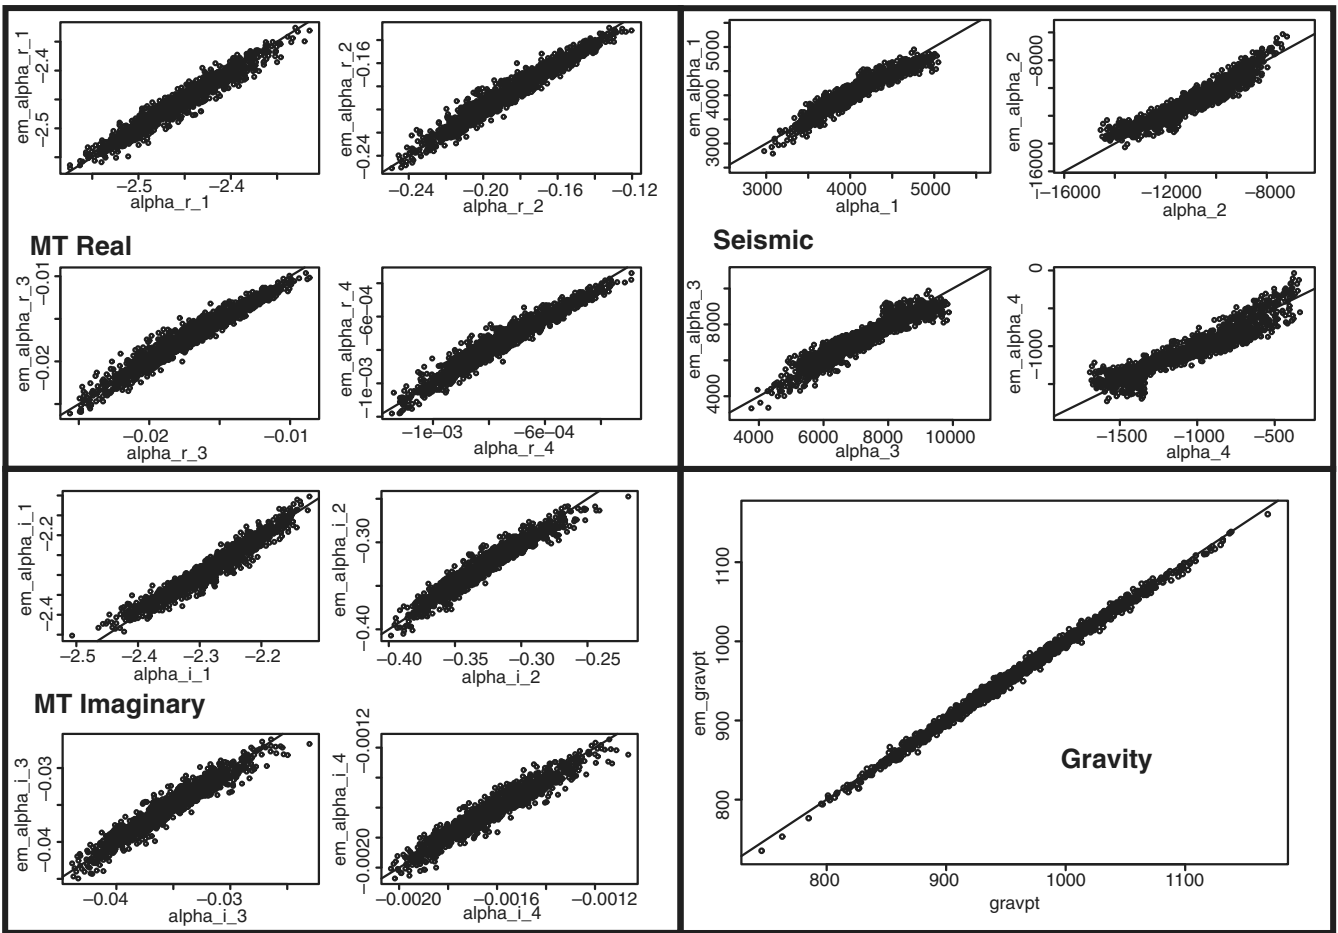 em_alpha_r_1
−2.4
−2.5
−2.5 −2.4
alpha_r_1
em_alpha_r_2
−0.16
−0.24
−0.24 −0.20 −0.16 −0.12
alpha_r_2
MT Real
em_alpha_r_3
−0.01
−0.02
−0.02 −0.01
alpha_r_3
em_alpha_r_4
−6e−04
−1e−03
−1e−03 −6e−04
alpha_r_4
em_alpha_1
5000
4000
3000
3000 4000 5000
alpha_1
em_alpha_2
−8000
−16000
−16000 −12000 −8000
alpha_2
Seismic
em_alpha_3
8000
4000
4000 6000 8000 10000
alpha_3
em_alpha_4
0
−1000
−1500 −1000 −500
alpha_4
em_alpha_i_1
−2.2
−2.4
−2.5 −2.4 −2.3 −2.2
alpha_i_1
em_alpha_i_2
−0.30
−0.40
−0.40 −0.35 −0.30 −0.25
alpha_i_2
MT Imaginary
em_alpha_i_3
−0.03
−0.04
−0.04 −0.03
alpha_i_3
em_alpha_i_4
−0.0012
−0.0020
−0.0020 −0.0016 −0.0012
alpha_i_4
em_gravpt
1100
1000
900
800
Gravity
800 900 1000 1100
gravpt